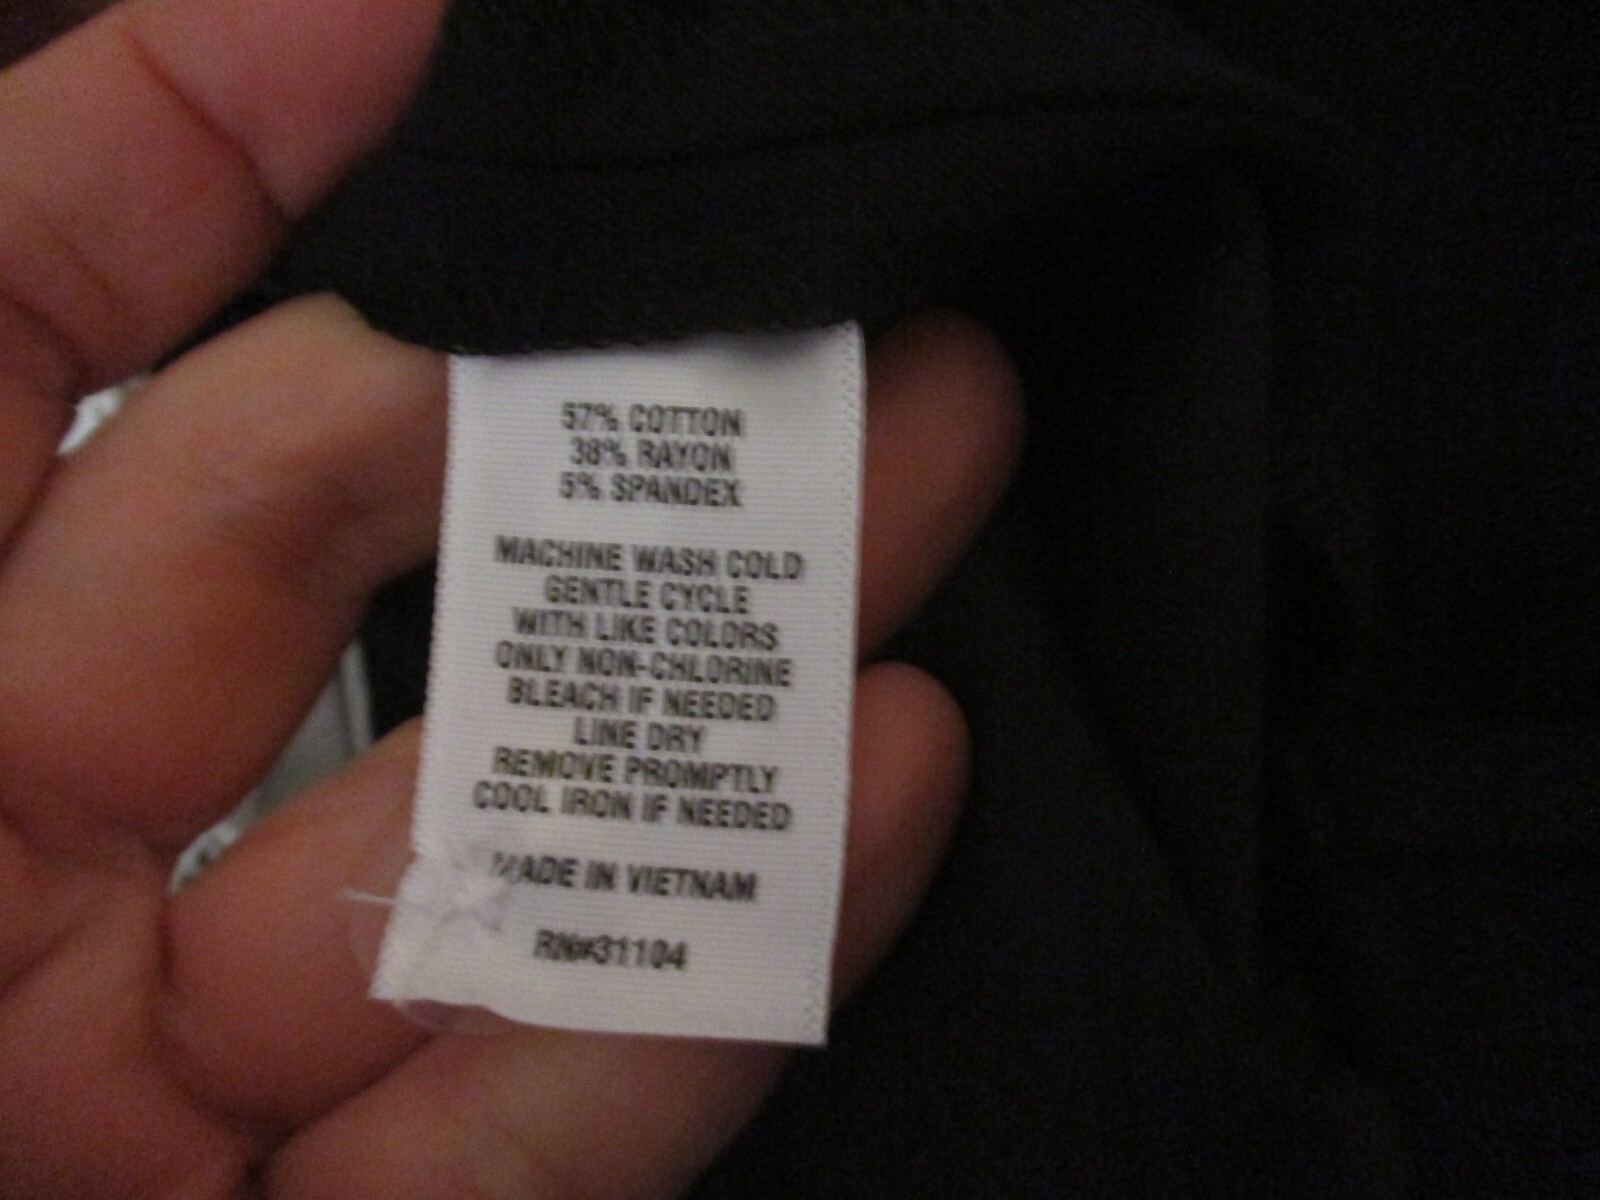 57% COTTON
38% RAYON
5% SPANDEX
MACHINE WASH COLD
GENTLE CYCLE
WITH LIKE COLORS
ONLY NON-CHLORINE
BLEACH IF NEEDED
LINE DRY
REMOVE PROMPTLY
COOL IRON IF NEEDED
MADE IN VIETNAM
RN#31104